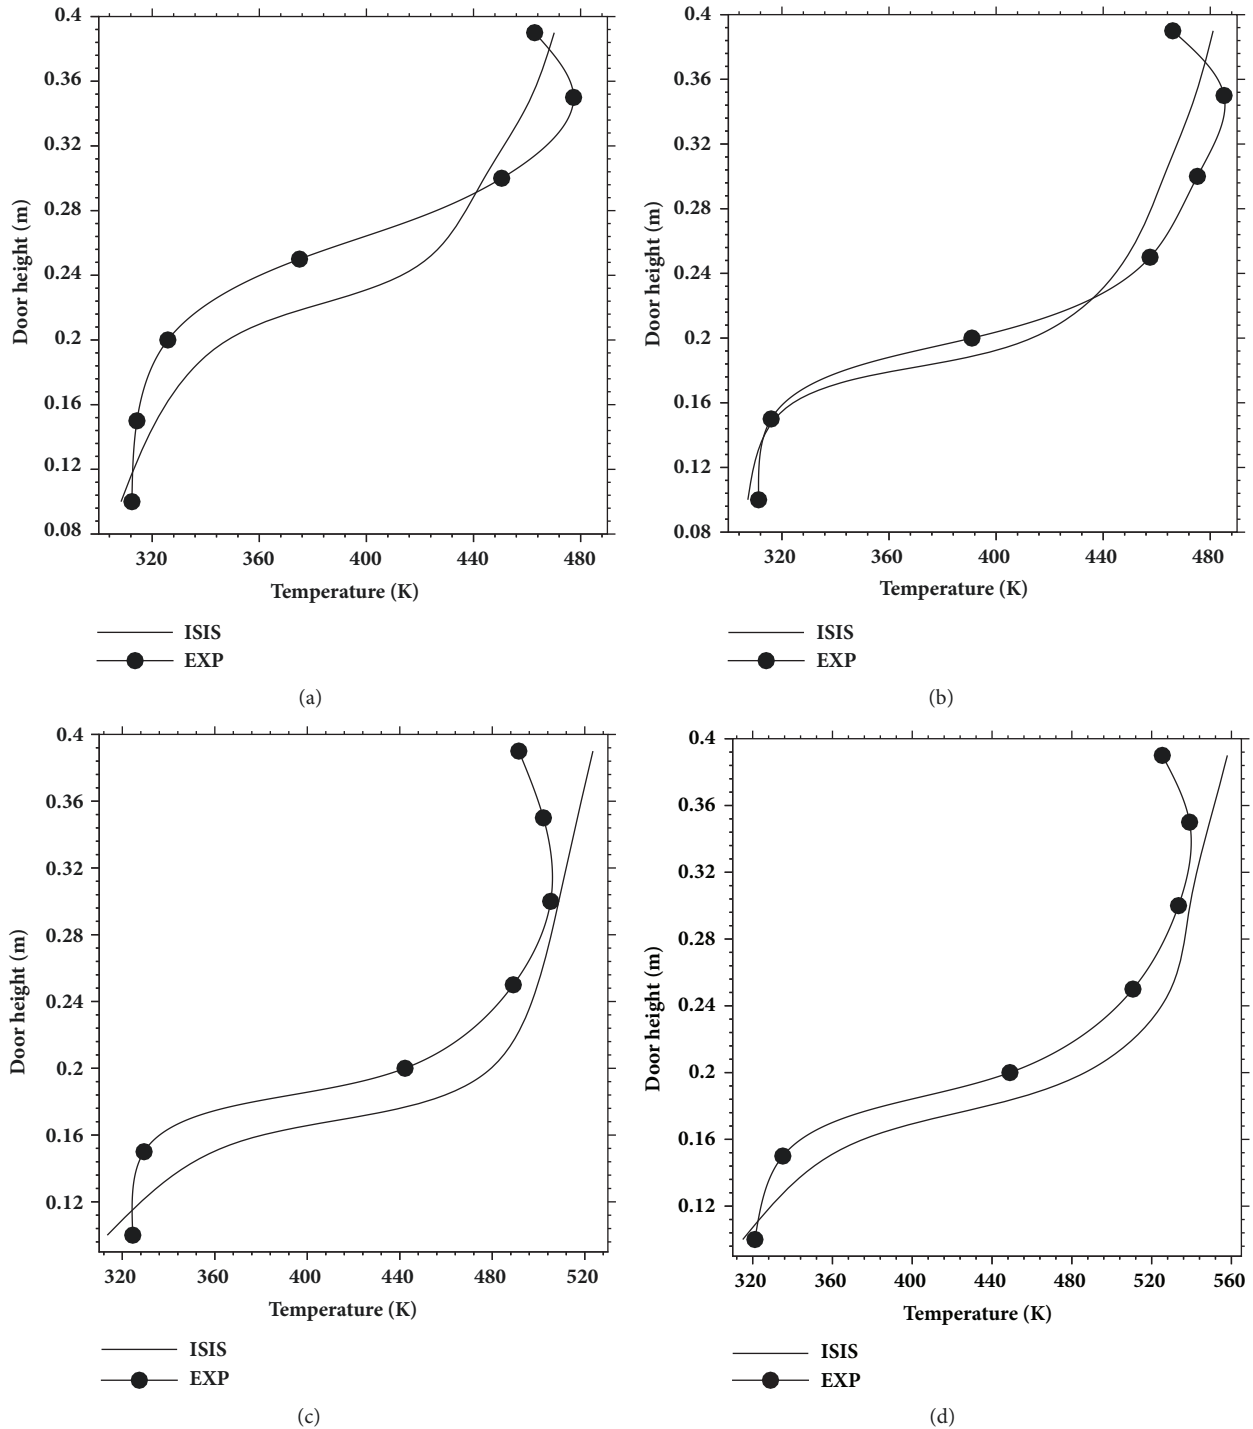 0.4
0.36
0.32
0.28
0.24
0.2
0.16
0.12
0.08
Door height (m)
320 360 400 440 480
Temperature (K)
ISIS
EXP
(a)
0.4
0.36
0.32
0.28
0.24
0.2
0.16
0.12
0.08
Door height (m)
320 360 400 440 480
Temperature (K)
ISIS
EXP
(b)
0.4
0.36
0.32
0.28
0.24
0.2
0.16
0.12
Door height (m)
320 360 400 440 480 520
Temperature (K)
ISIS
EXP
(c)
0.4
0.36
0.32
0.28
0.24
0.2
0.16
0.12
Door height (m)
320 360 400 440 480 520 560
Temperature (K)
ISIS
EXP
(d)